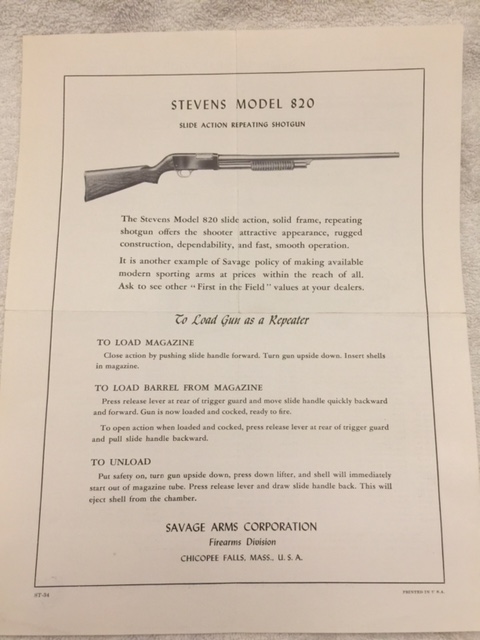 STEVENS MODEL 820
SLIDE ACTION REPEATING SHOTGUN
The Stevens Model 820 slide action, solid frame, repeating
shotgun offers the shooter attractive appearance, rugged
construction, dependability, and fast, smooth operation.
It is another example of Savage policy of making available
modern sporting arms at prices within the reach of all.
Ask to see other "First in the Field" values at your dealers.
To Load Gun as a Repeater
TO LOAD MAGAZINE
Close action by pushing slide handle forward. Turn gun upside down. Insert shells
in magazine.
TO LOAD BARREL FROM MAGAZINE
Press release lever at rear of trigger guard and move slide handle quickly backward
and forward. Gun is now loaded and cocked, ready to fire.
To open action when loaded and cocked, press release lever at rear of trigger guard
and pull slide handle backward.
TO UNLOAD
Put safety on, turn gun upside down, press down lifter, and shell will immediately
start out of magazine tube. Press release lever and draw slide handle back. This will
eject shell from the chamber.
SAVAGE ARMS CORPORATION
Firearms Division
CHICOPEE FALLS, MASS., U. S. A.
ST-34
PRINTED IN U S.A.